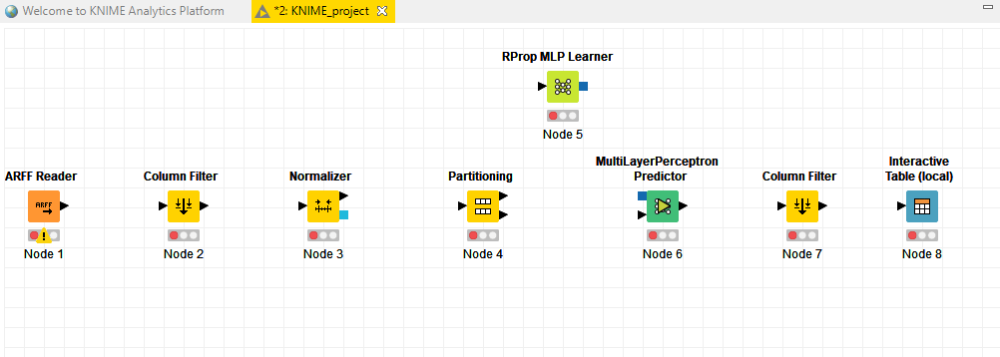 Welcome to KNIME Analytics Platform
*2: KNIME_project
RProp MLP Learner
Node 5
ARFF Reader
ARFF
Node 1
Column Filter
Node 2
Normalizer
Node 3
Partitioning
Node 4
MultiLayerPerceptron
Predictor
Node 6
Column Filter
Node 7
Interactive
Table (local)
Node 8